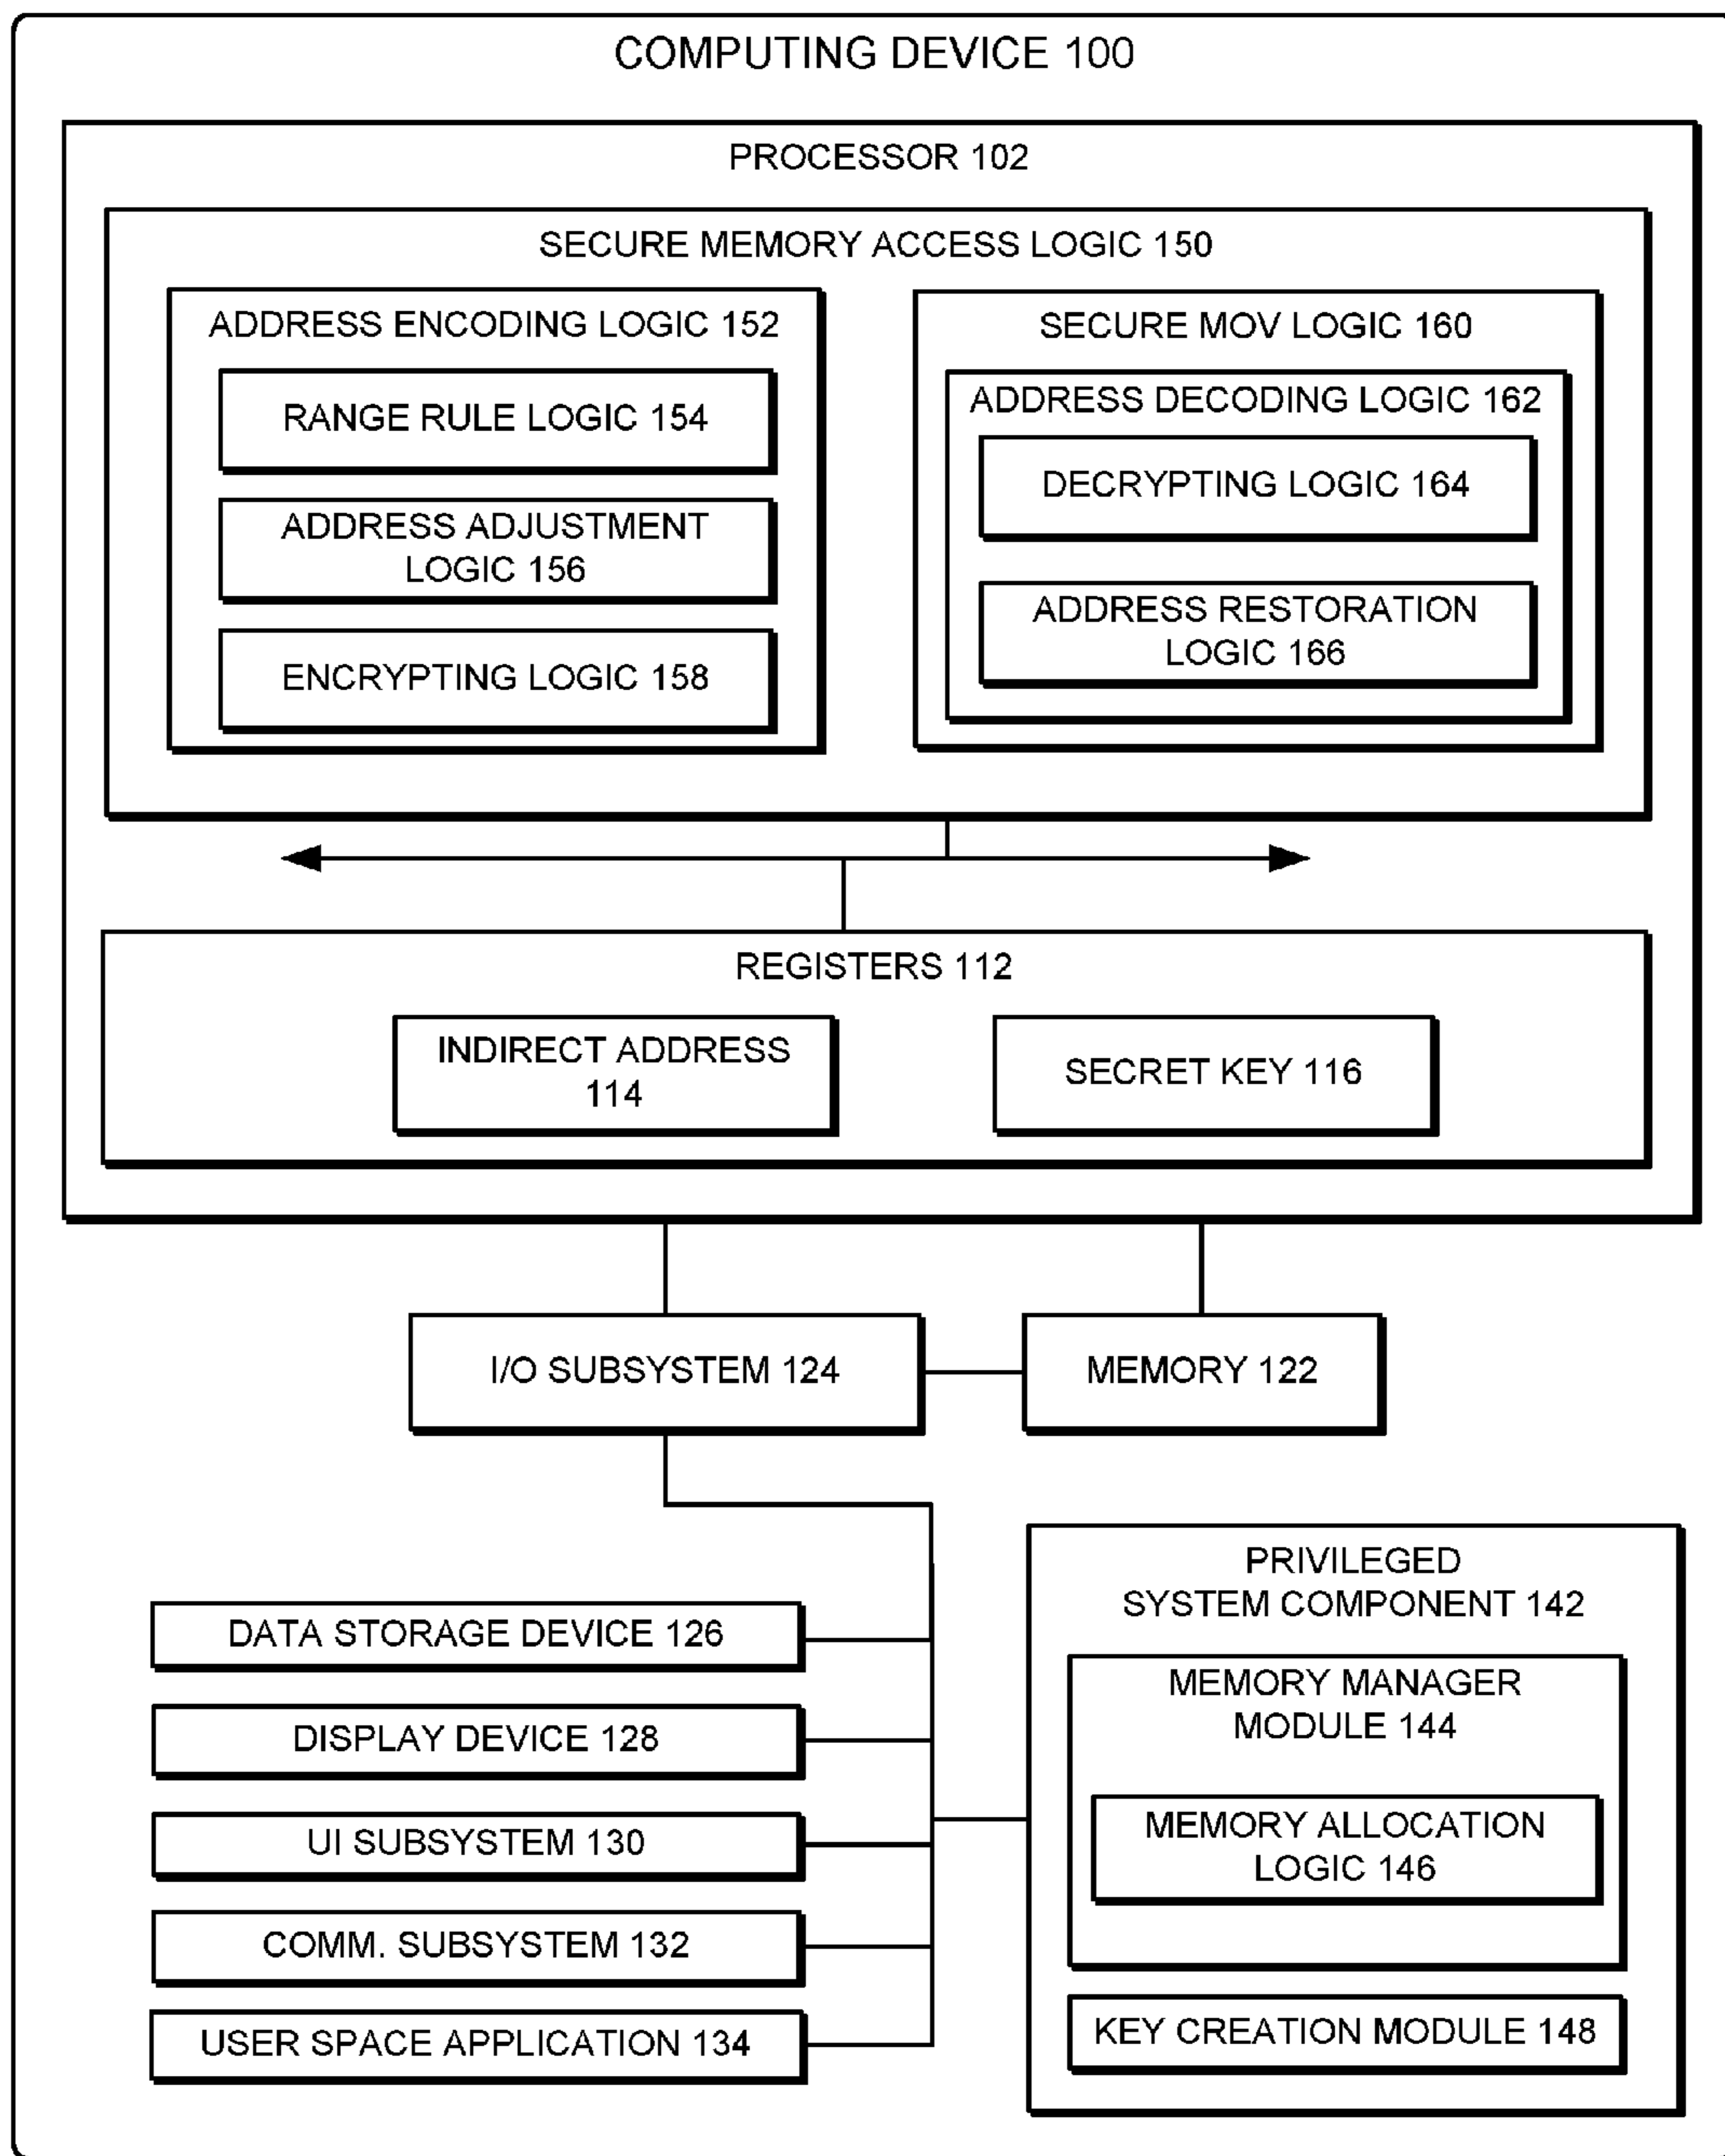 COMPUTING DEVICE 100
PROCESSOR 102
SECURE MEMORY ACCESS LOGIC 150
ADDRESS ENCODING LOGIC 152
RANGE RULE LOGIC 154
ADDRESS ADJUSTMENT
LOGIC 156
ENCRYPTING LOGIC 158
SECURE MOV LOGIC 160
ADDRESS DECODING LOGIC 162
DECRYPTING LOGIC 164
ADDRESS RESTORATION
LOGIC 166
REGISTERS 112
INDIRECT ADDRESS
114
SECRET KEY 116
I/O SUBSYSTEM 124
MEMORY 122
DATA STORAGE DEVICE 126
DISPLAY DEVICE 128
UI SUBSYSTEM 130
COMM. SUBSYSTEM 132
USER SPACE APPLICATION 134
PRIVILEGED
SYSTEM COMPONENT 142
MEMORY MANAGER
MODULE 144
MEMORY ALLOCATION
LOGIC 146
KEY CREATION MODULE 148